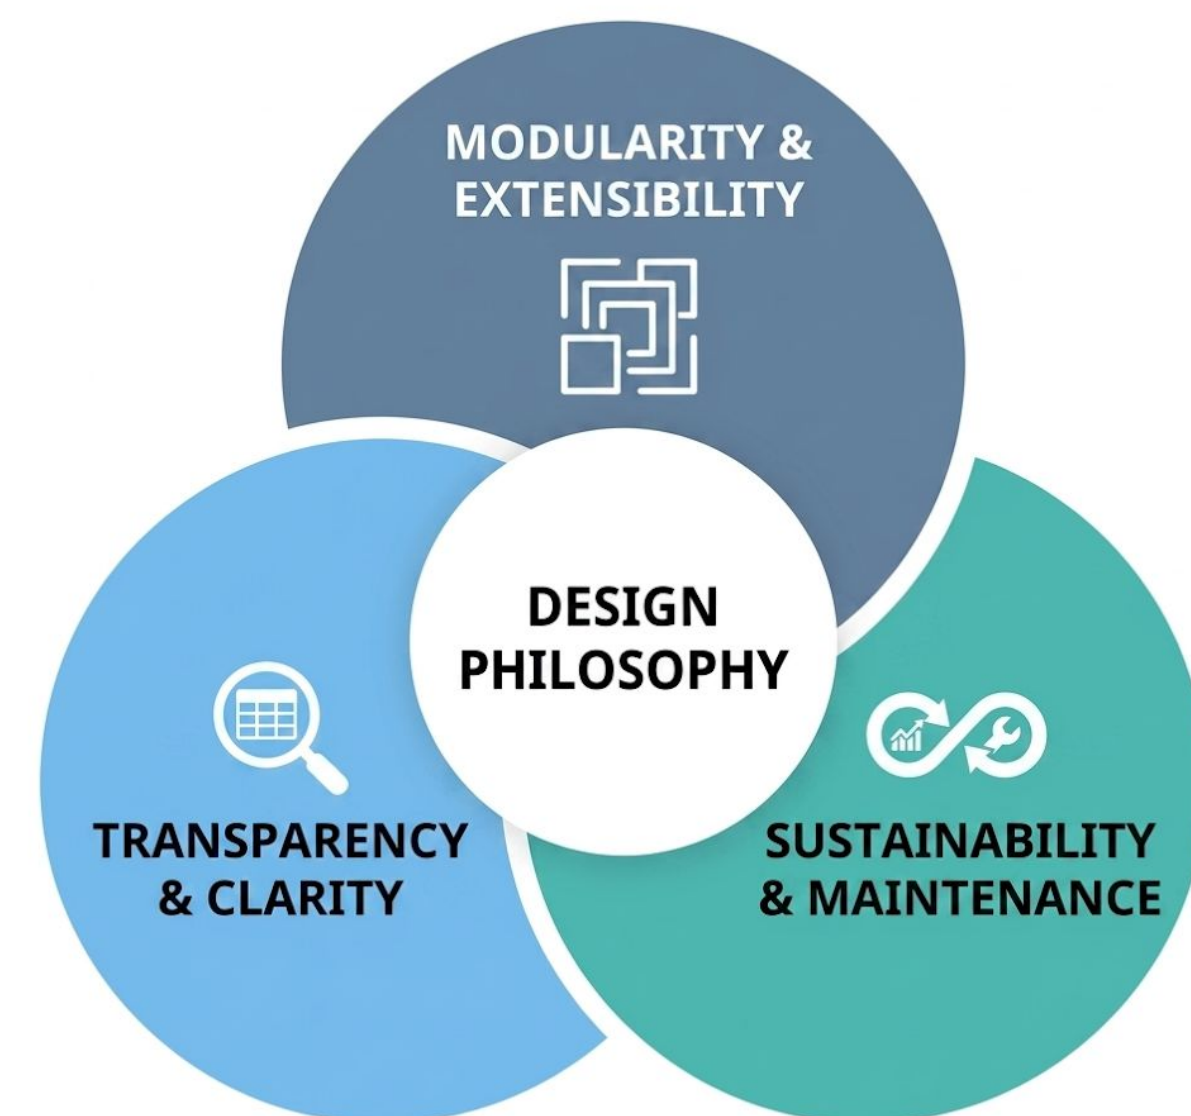 MODULARITY &
EXTENSIBILITY
DESIGN
PHILOSOPHY
TRANSPARENCY
& CLARITY
SUSTAINABILITY
& MAINTENANCE